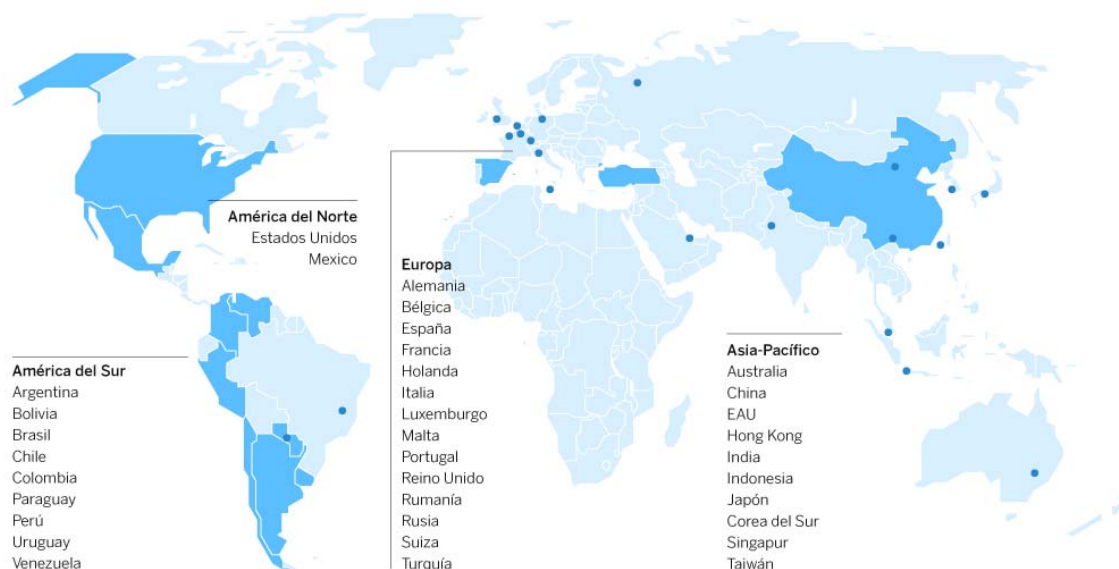 América del Norte
Estados Unidos
Mexico
América del Sur
Argentina
Bolivia
Brasil
Chile
Colombia
Paraguay
Perú
Uruguay
Venezuela
Europa
Alemania
Bélgica
España
Francia
Holanda
Italia
Luxemburgo
Malta
Portugal
Reino Unido
Rumanía
Rusia
Suiza
Turquía
Asia-Pacífico
Australia
China
EAU
Hong Kong
India
Indonesia
Japón
Corea del Sur
Singapur
Taiwán